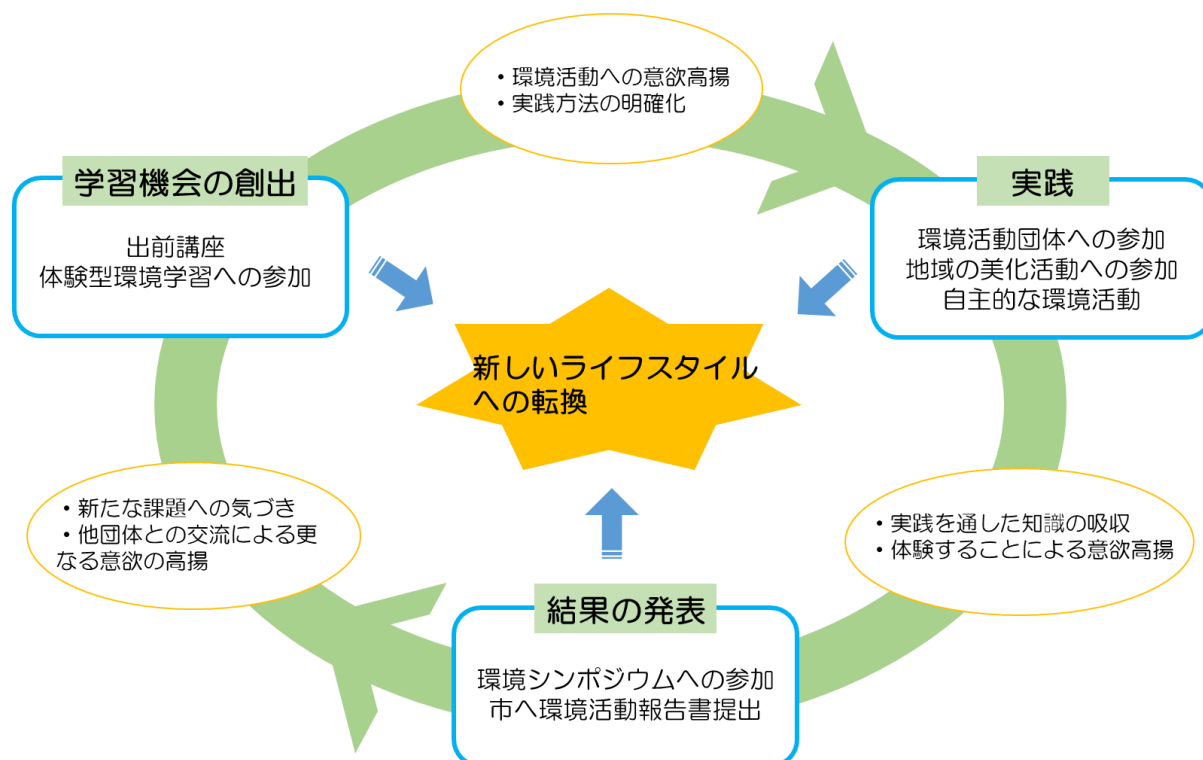 ・環境活動への意欲高揚
・実践方法の明確化
学習機会の創出
出前講座
体験型環境学習への参加
実践
環境活動団体への参加
地域の美化活動への参加
自主的な環境活動
新しいライフスタイル
への転換
・新たな課題への気づき
・他団体との交流による更
なる意欲の高揚
・実践を通した知識の吸収
・体験することによる意欲高揚
結果の発表
環境シンポジウムへの参加
市へ環境活動報告書提出